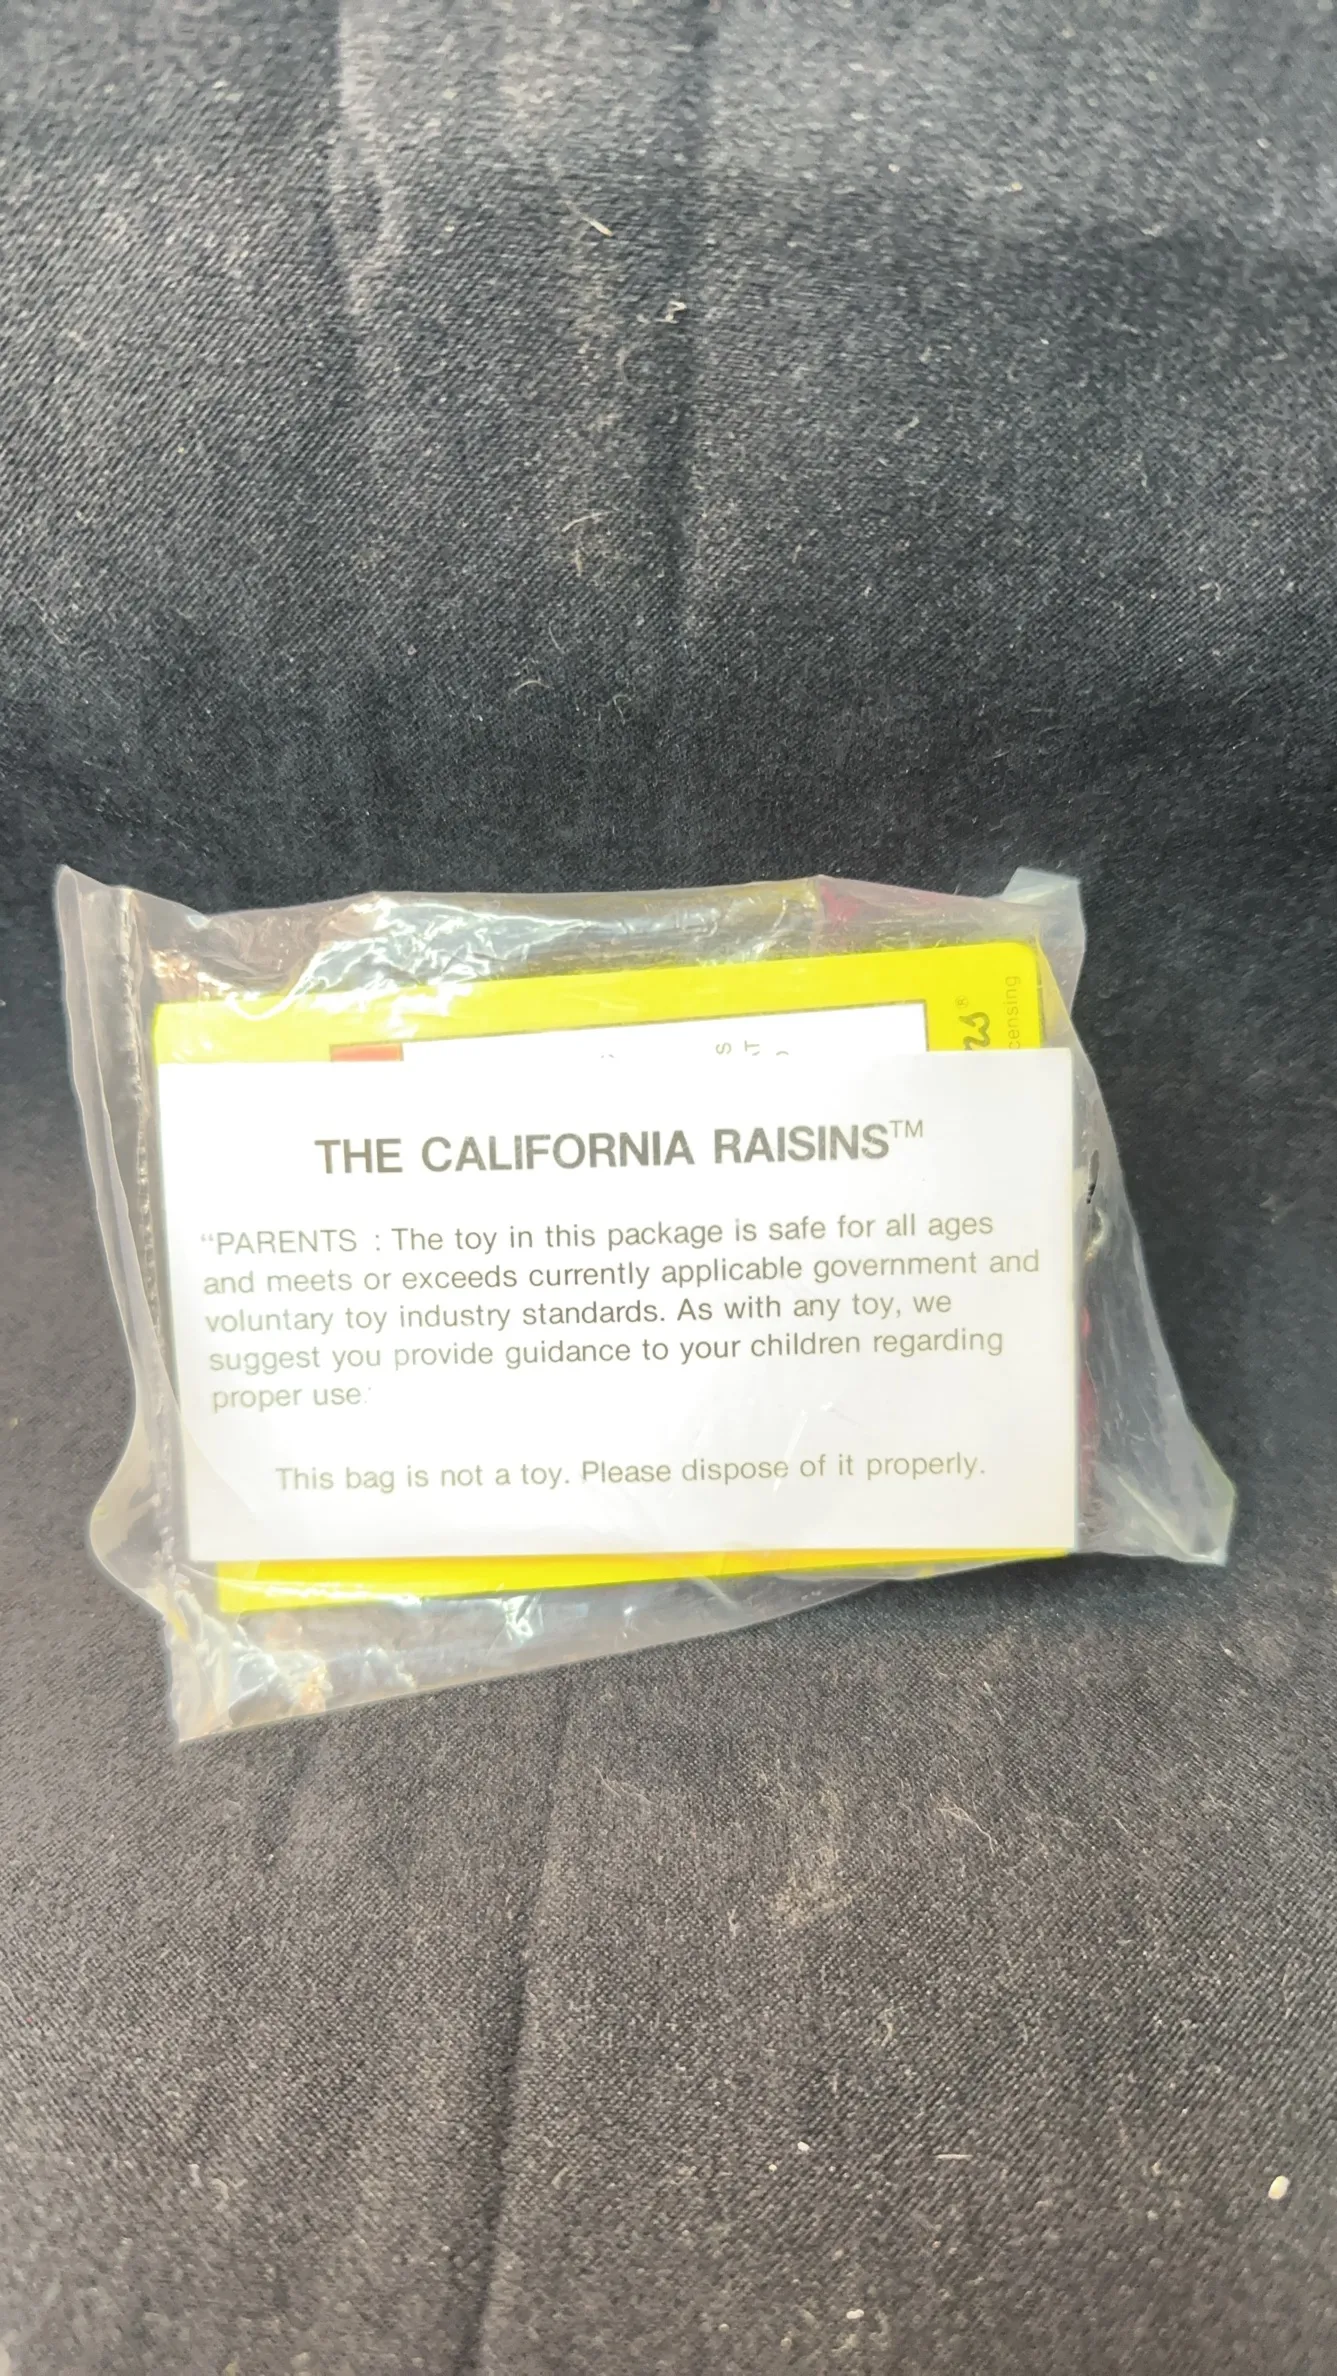 ns®
censing
THE CALIFORNIA RAISINS™
“PARENTS : The toy in this package is safe for all ages
and meets or exceeds currently applicable government and
voluntary toy industry standards. As with any toy, we
suggest you provide guidance to your children regarding
proper use.
This bag is not a toy. Please dispose of it properly.